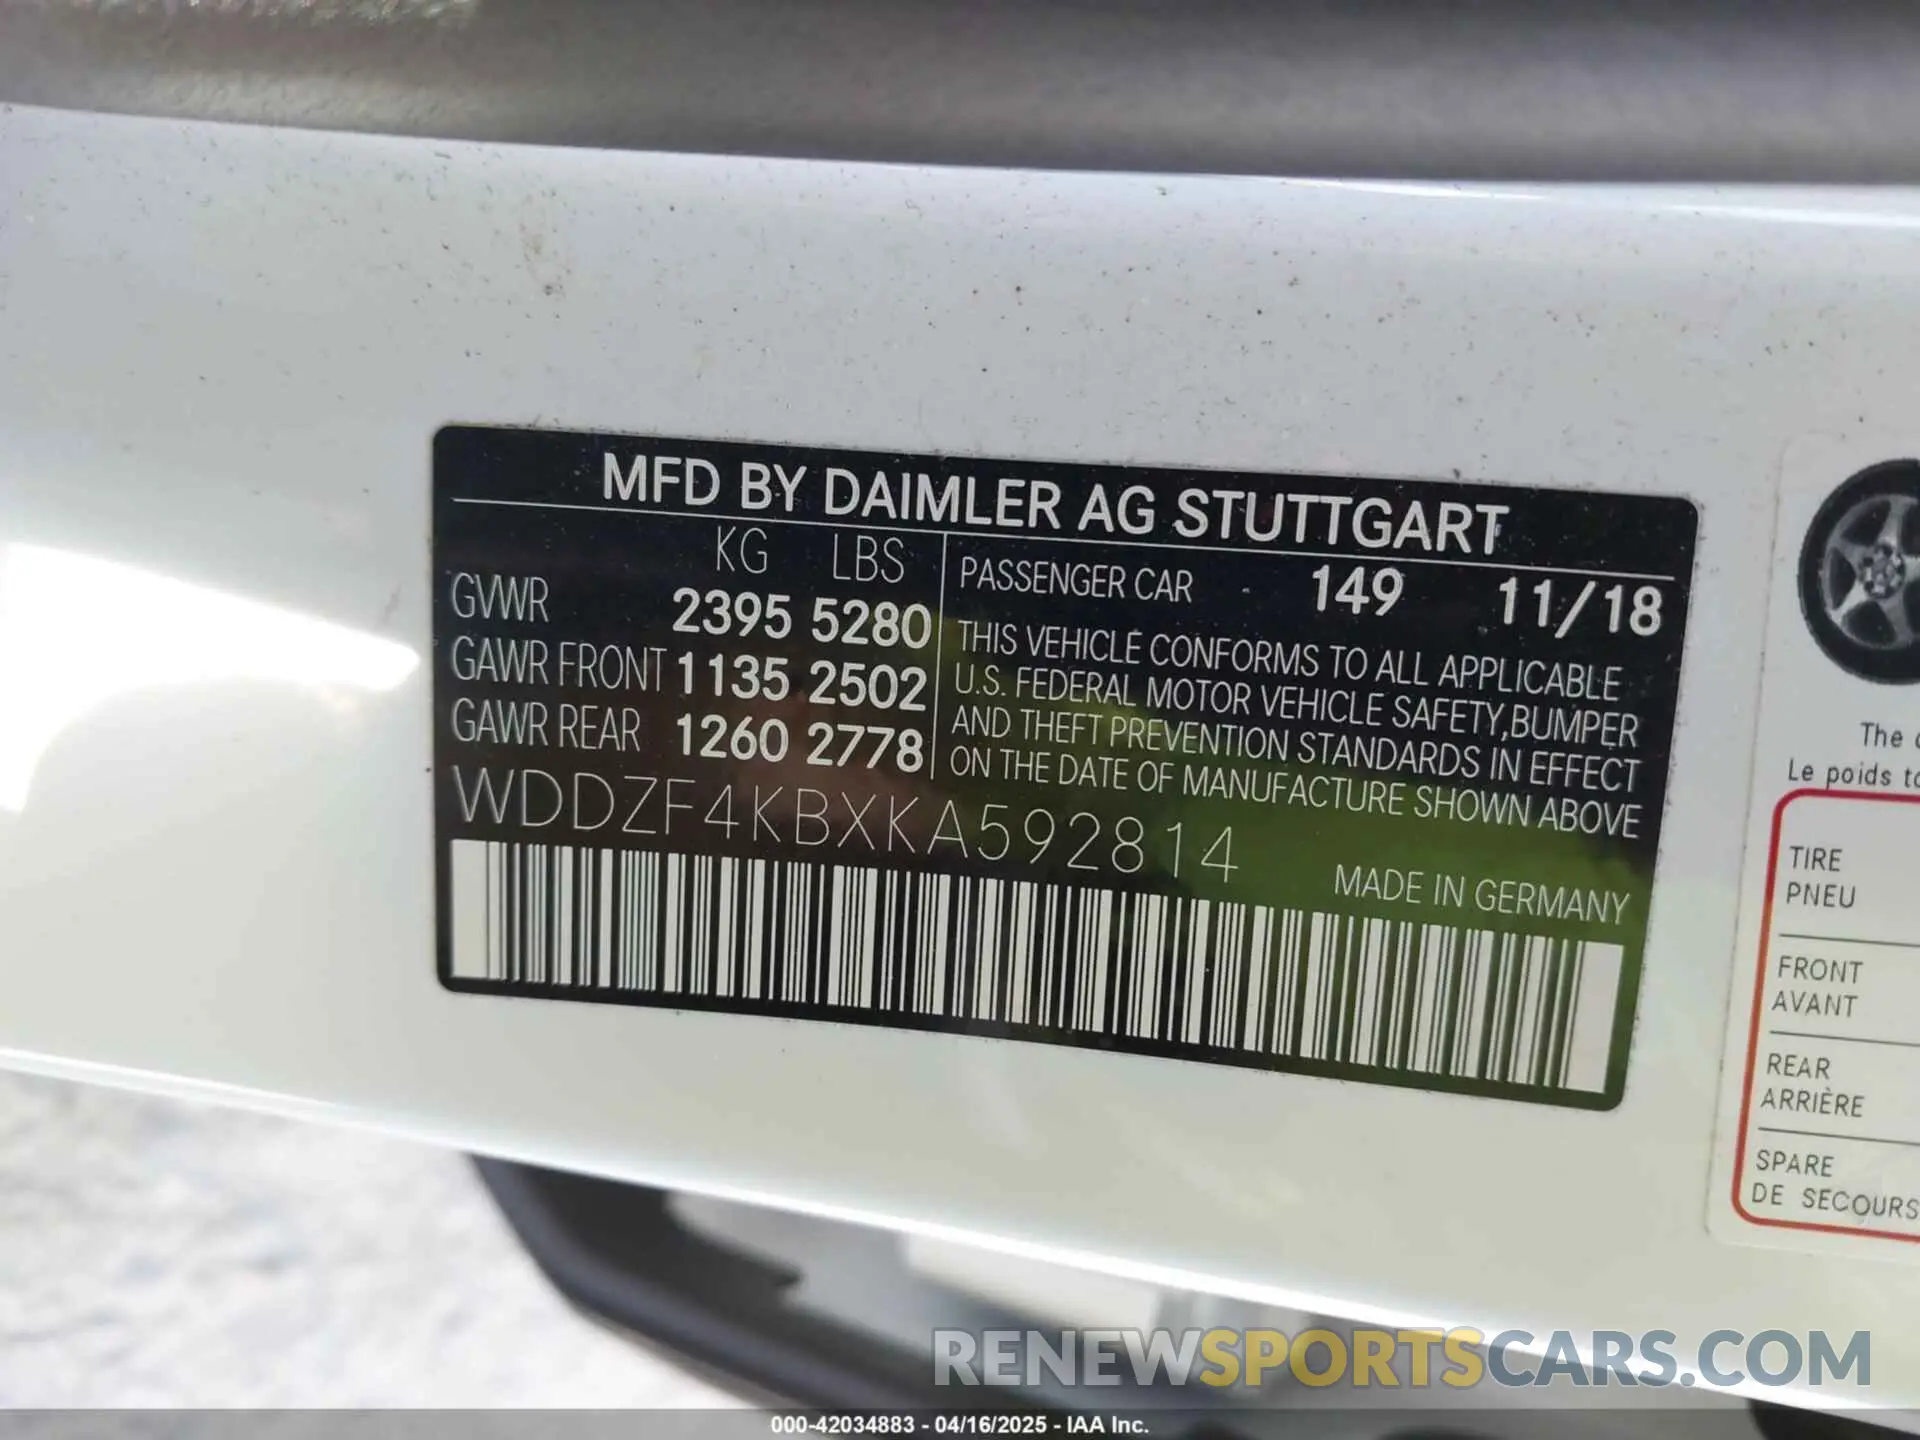 MFD BY DAIMLER AG STUTTGART
KG LBS
GVWR 2395 5280
GAWR FRONT 1135 2502
GAWR REAR 1260 2778
PASSENGER CAR 149 11/18
THIS VEHICLE CONFORMS TO ALL APPLICABLE
U.S. FEDERAL MOTOR VEHICLE SAFETY, BUMPER
AND THEFT PREVENTION STANDARDS IN EFFECT
ON THE DATE OF MANUFACTURE SHOWN ABOVE
WDDZF4KBXKA592814
MADE IN GERMANY
The
Le poids
TIRE
PNEU
FRONT
AVANT
REAR
ARRIÈRE
SPARE
DE SECOURS
RENEWSPORTSCARS.COM
000-42034883 - 04/16/2025 - IAA Inc.